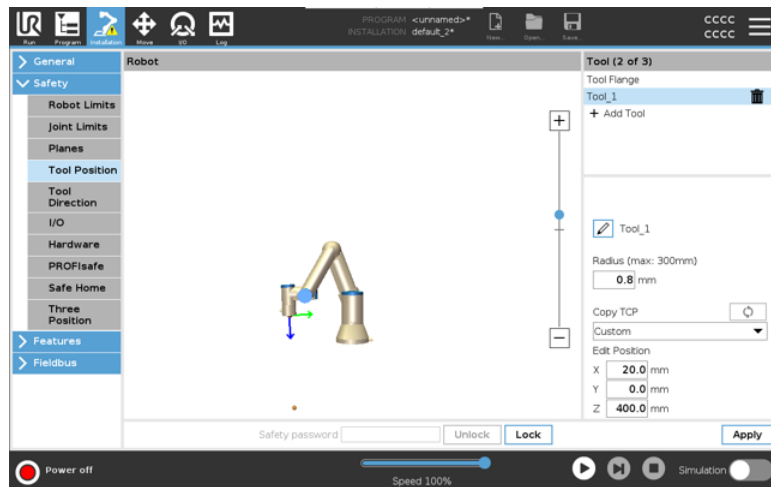 UR
PROGRAM <unnamed>*
INSTALLATION default_2*
Run Program Installation Move I/O Log New... Open... Save...
CCCC
CCCC
General
Safety
Robot Limits
Joint Limits
Planes
Tool Position
Tool
Direction
I/O
Hardware
PROFIsafe
Safe Home
Three
Position
Features
Fieldbus
Robot
+
−
Safety password Unlock Lock
Tool (2 of 3)
Tool Flange
Tool_1
+ Add Tool
Tool_1
Radius (max: 300mm)
0.8 mm
Copy TCP
Custom
Edit Position
X 20.0 mm
Y 0.0 mm
Z 400.0 mm
Apply
Power off
Speed 100%
Simulation